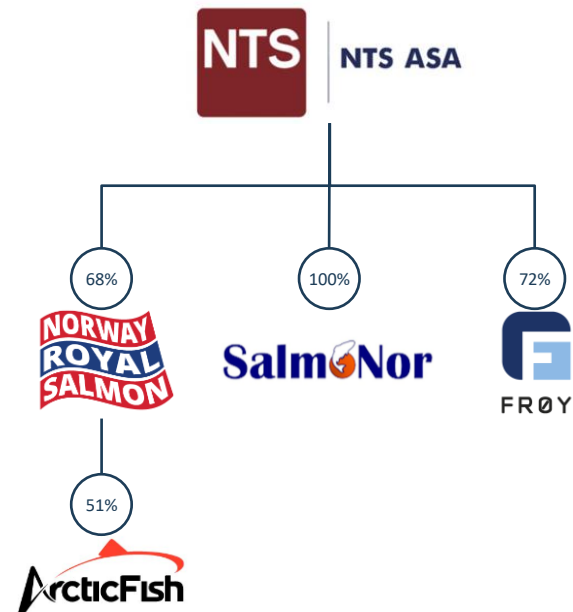 NTS
NTS ASA
68%
100%
72%
NORWAY
ROYAL
SALMON
SalmoNor
FRØY
51%
ArcticFish